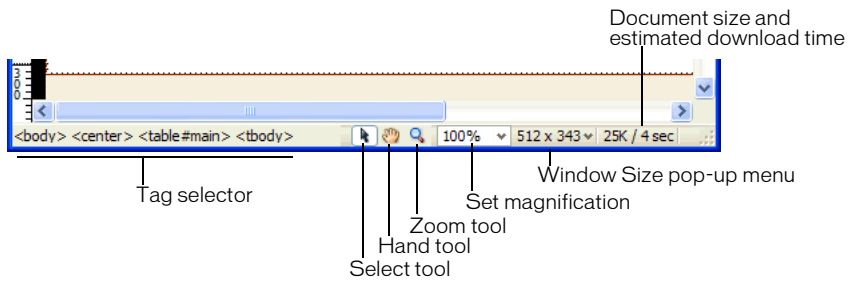 Document size and
estimated download time
300
<body> <center> <table#main> <tbody>
100%
512 x 343
25K / 4 sec
Tag selector
Window Size pop-up menu
Set magnification
Zoom tool
Hand tool
Select tool